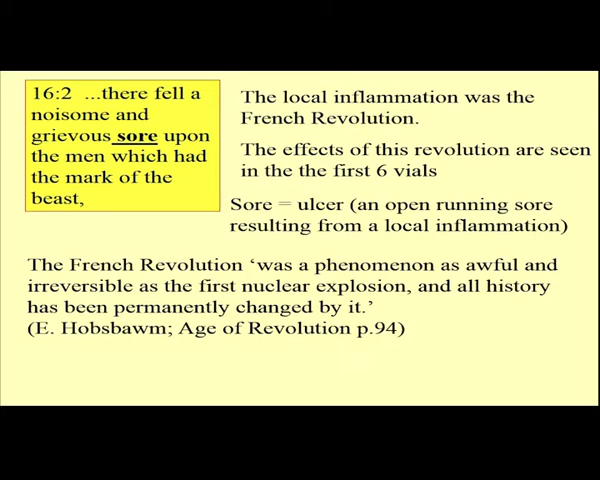 16:2 ...there fell a
noisome and
grievous sore upon
the men which had
the mark of the
beast,
The local inflammation was the
French Revolution.
The effects of this revolution are seen
in the the first 6 vials
Sore = ulcer (an open running sore
resulting from a local inflammation)
The French Revolution ‘was a phenomenon as awful and
irreversible as the first nuclear explosion, and all history
has been permanently changed by it.’
(E. Hobsbawm; Age of Revolution p.94)